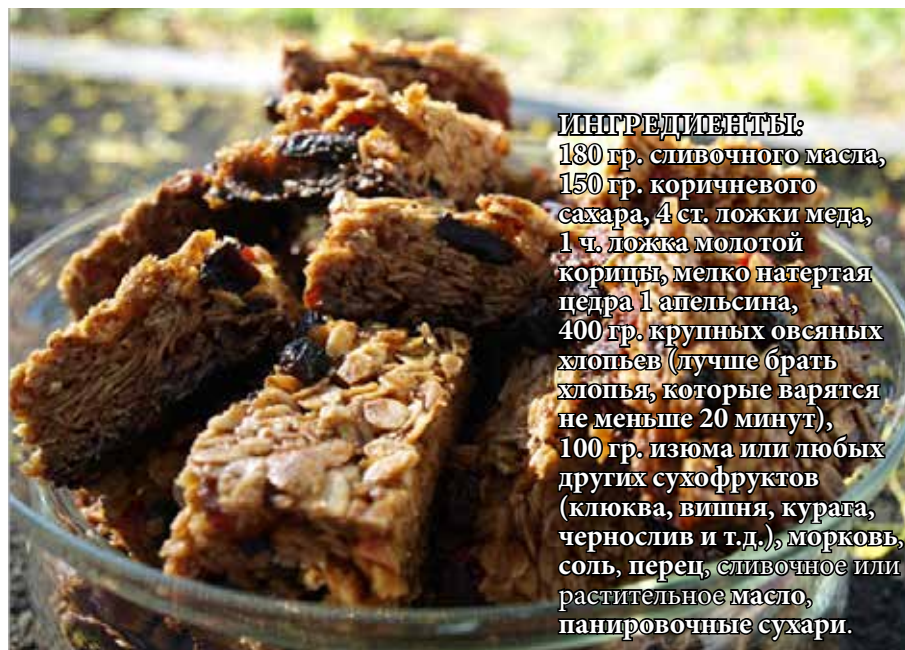 ИНГРЕДИЕНТЫ:
180 гр. сливочного масла,
150 гр. коричневого
сахара, 4 ст. ложки меда,
1 ч. ложка молотой
корицы, мелко натертая
цедра 1 апельсина,
400 гр. крупных овсяных
хлопьев (лучше брать
хлопья, которые варятся
не меньше 20 минут),
100 гр. изюма или любых
других сухофруктов
(клюква, вишня, курага,
чернослив и т.д.), морковь,
соль, перец, сливочное или
растительное масло,
панировочные сухари.